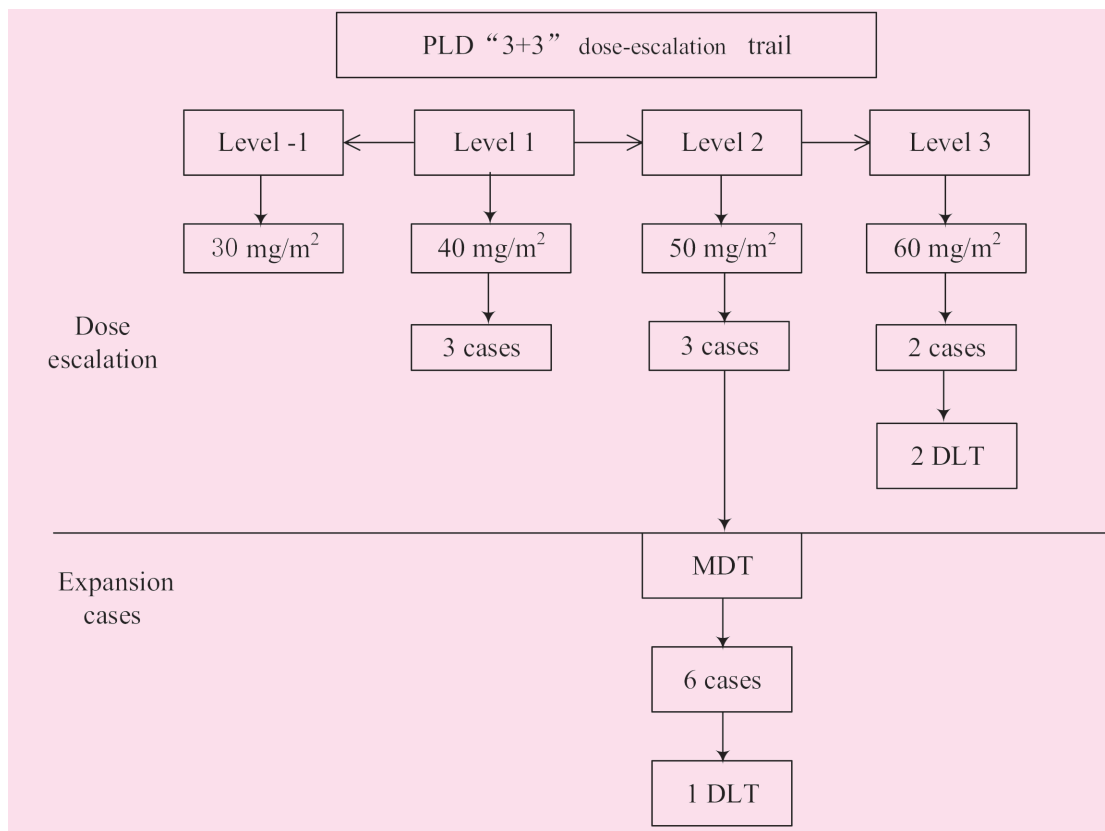 PLD “3+3” dose-escalation trail
Level -1
Level 1
Level 2
Level 3
30 mg/m²
40 mg/m²
50 mg/m²
60 mg/m²
Dose
escalation
3 cases
3 cases
2 cases
2 DLT
MDT
Expansion
cases
6 cases
1 DLT